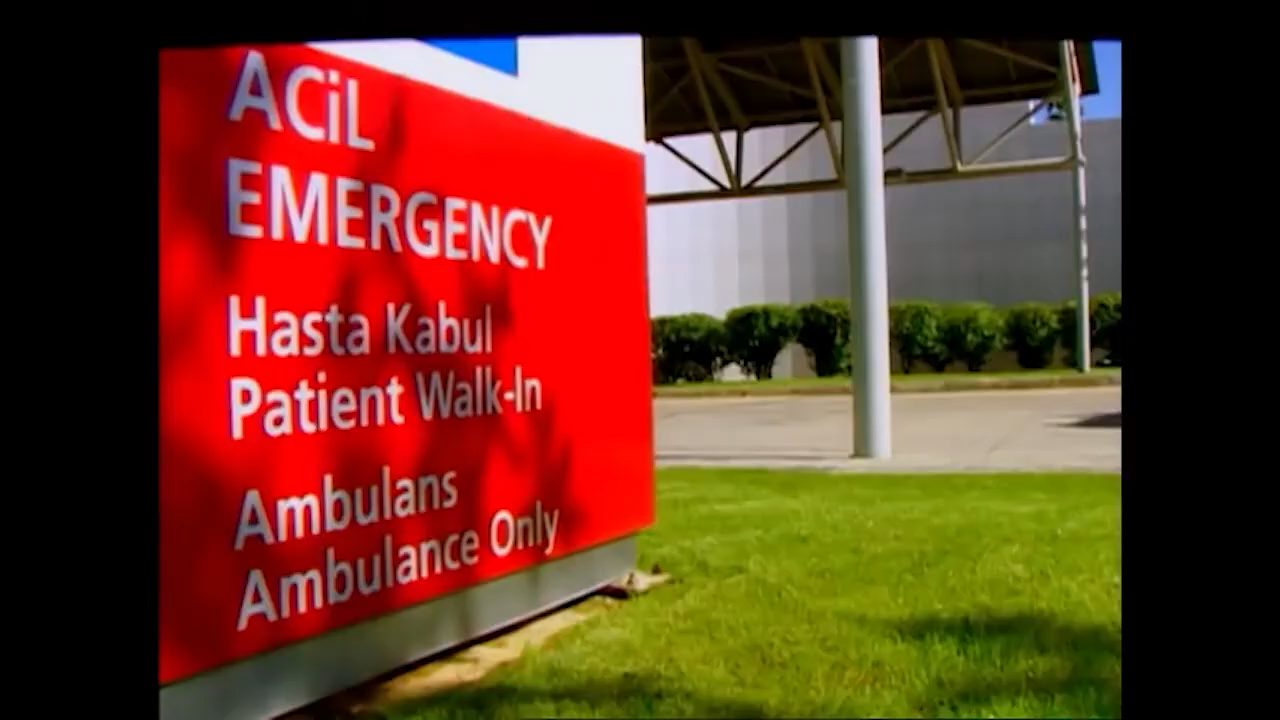 ACiL
EMERGENCY
Hasta Kabul
Patient Walk-In
Ambulans
Ambulance Only